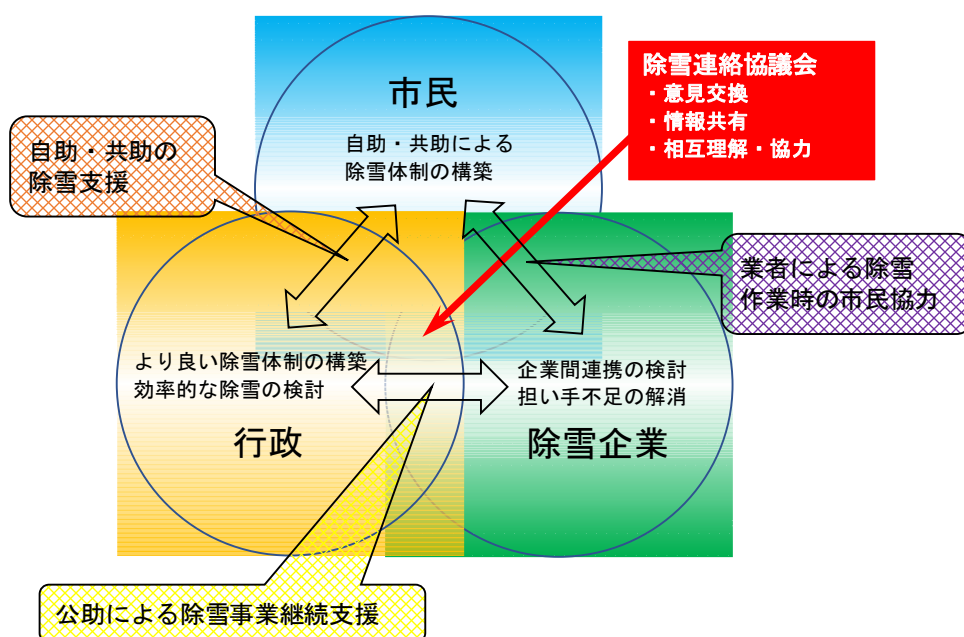 除雪連絡協議会
・意見交換
・情報共有
・相互理解・協力
市民
自助・共助による
除雪体制の構築
自助・共助の
除雪支援
業者による除雪
作業時の市民協力
より良い除雪体制の構築
効率的な除雪の検討
行政
企業間連携の検討
担い手不足の解消
除雪企業
公助による除雪事業継続支援